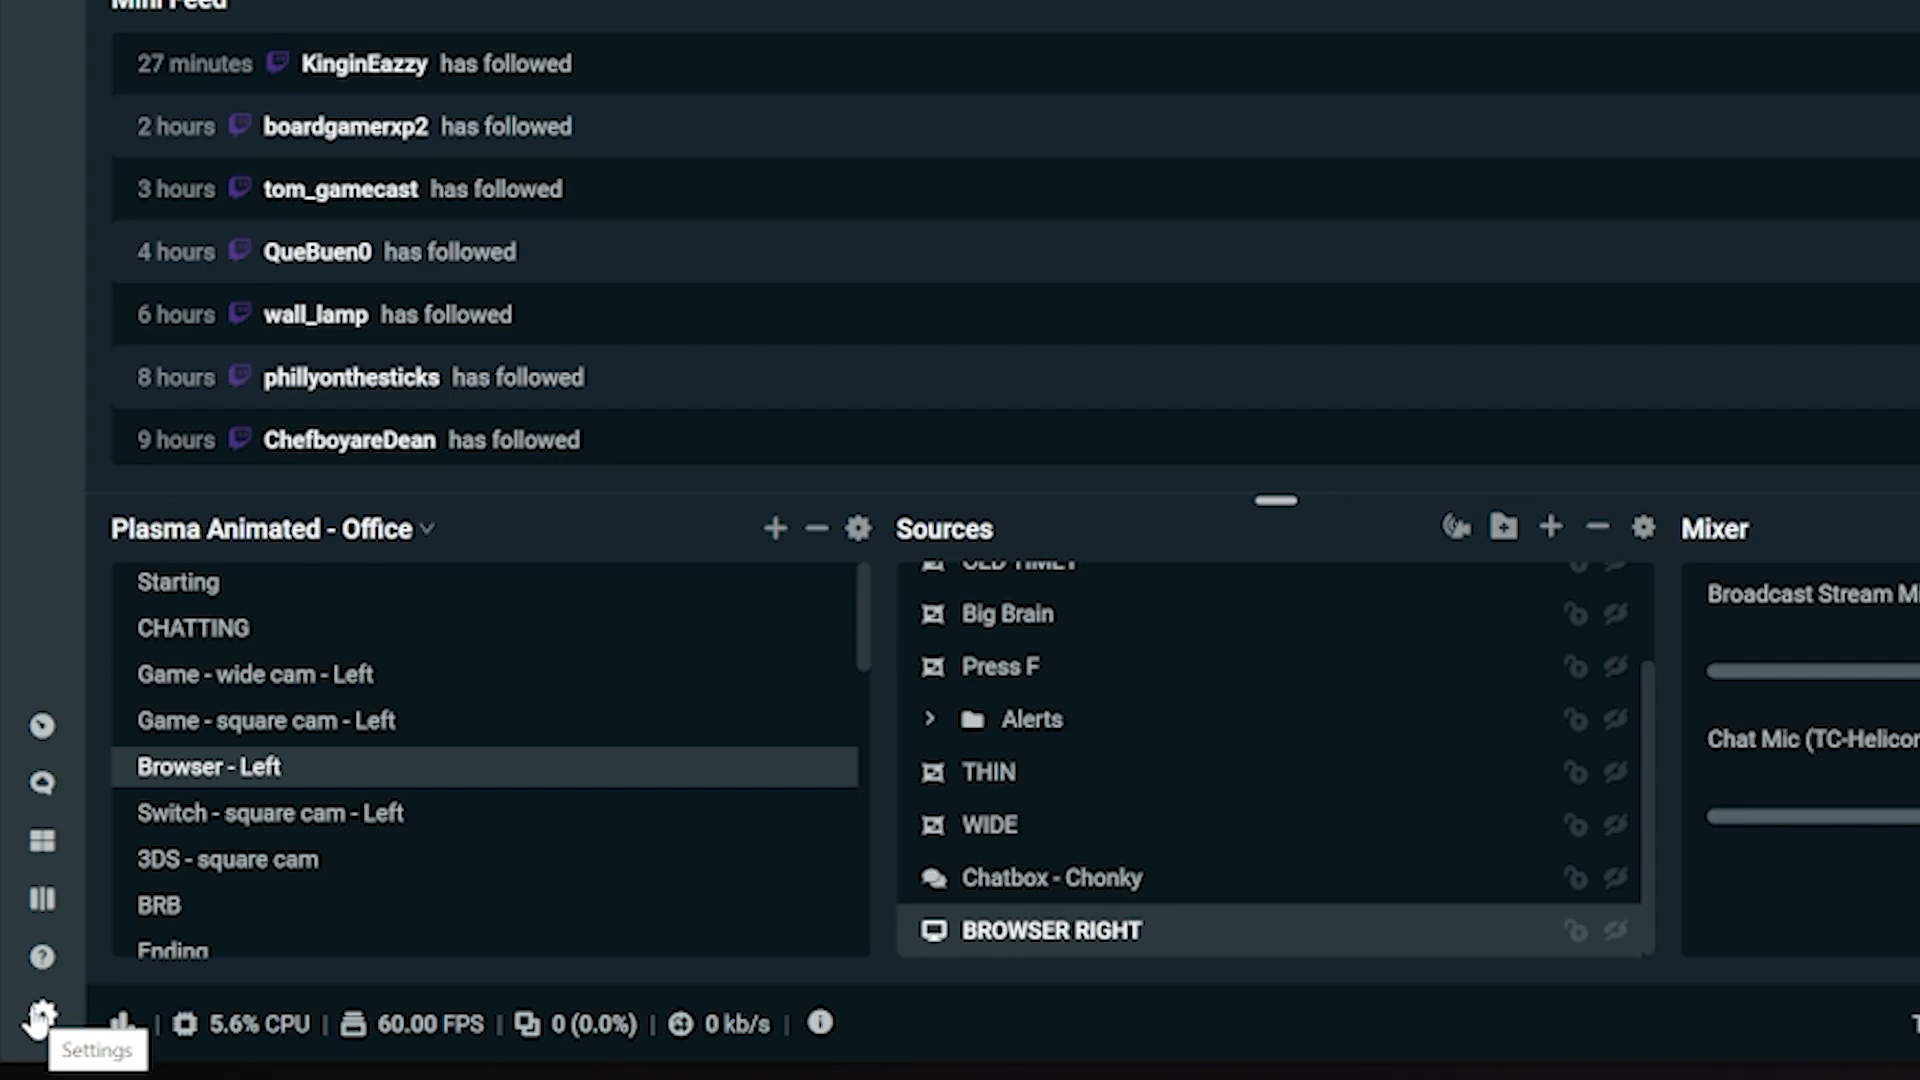 Mini Feed
27 minutes KinginEazzy has followed
2 hours boardgamerxp2 has followed
3 hours tom_gamecast has followed
4 hours QueBuen0 has followed
6 hours wall_lamp has followed
8 hours phillyonthesticks has followed
9 hours ChefboyareDean has followed
Plasma Animated - Office
Starting
CHATTING
Game - wide cam - Left
Game - square cam - Left
Browser - Left
Switch - square cam - Left
3DS - square cam
BRB
Ending
Sources
OLD TIMEY
Big Brain
Press F
Alerts
THIN
WIDE
Chatbox - Chonky
BROWSER RIGHT
Mixer
Broadcast Stream Mi
Chat Mic (TC-Helicon
5.6% CPU | 60.00 FPS | 0 (0.0%) | 0 kb/s |
Settings